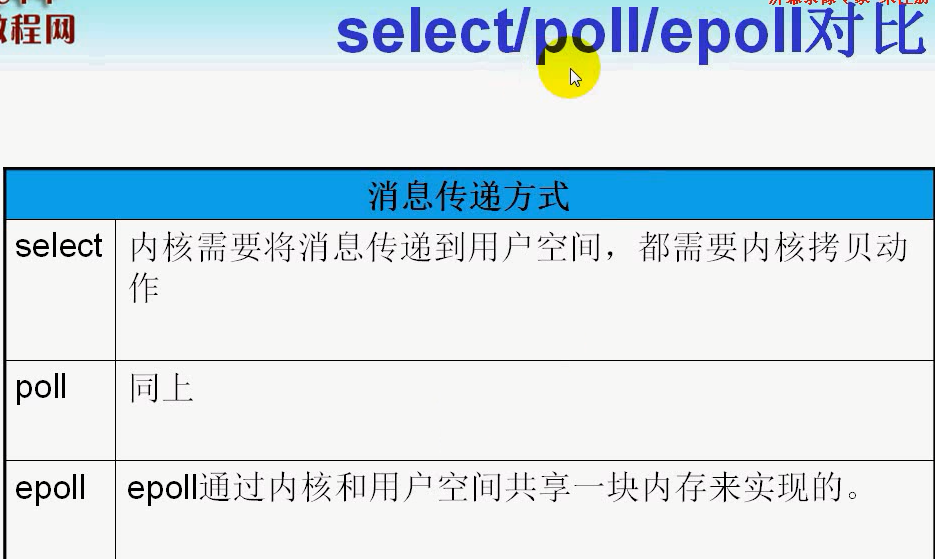 教程网
select/poll/epoll对比
消息传递方式
select
内核需要将消息传递到用户空间，都需要内核拷贝动
作
poll
同上
epoll
epoll通过内核和用户空间共享一块内存来实现的。